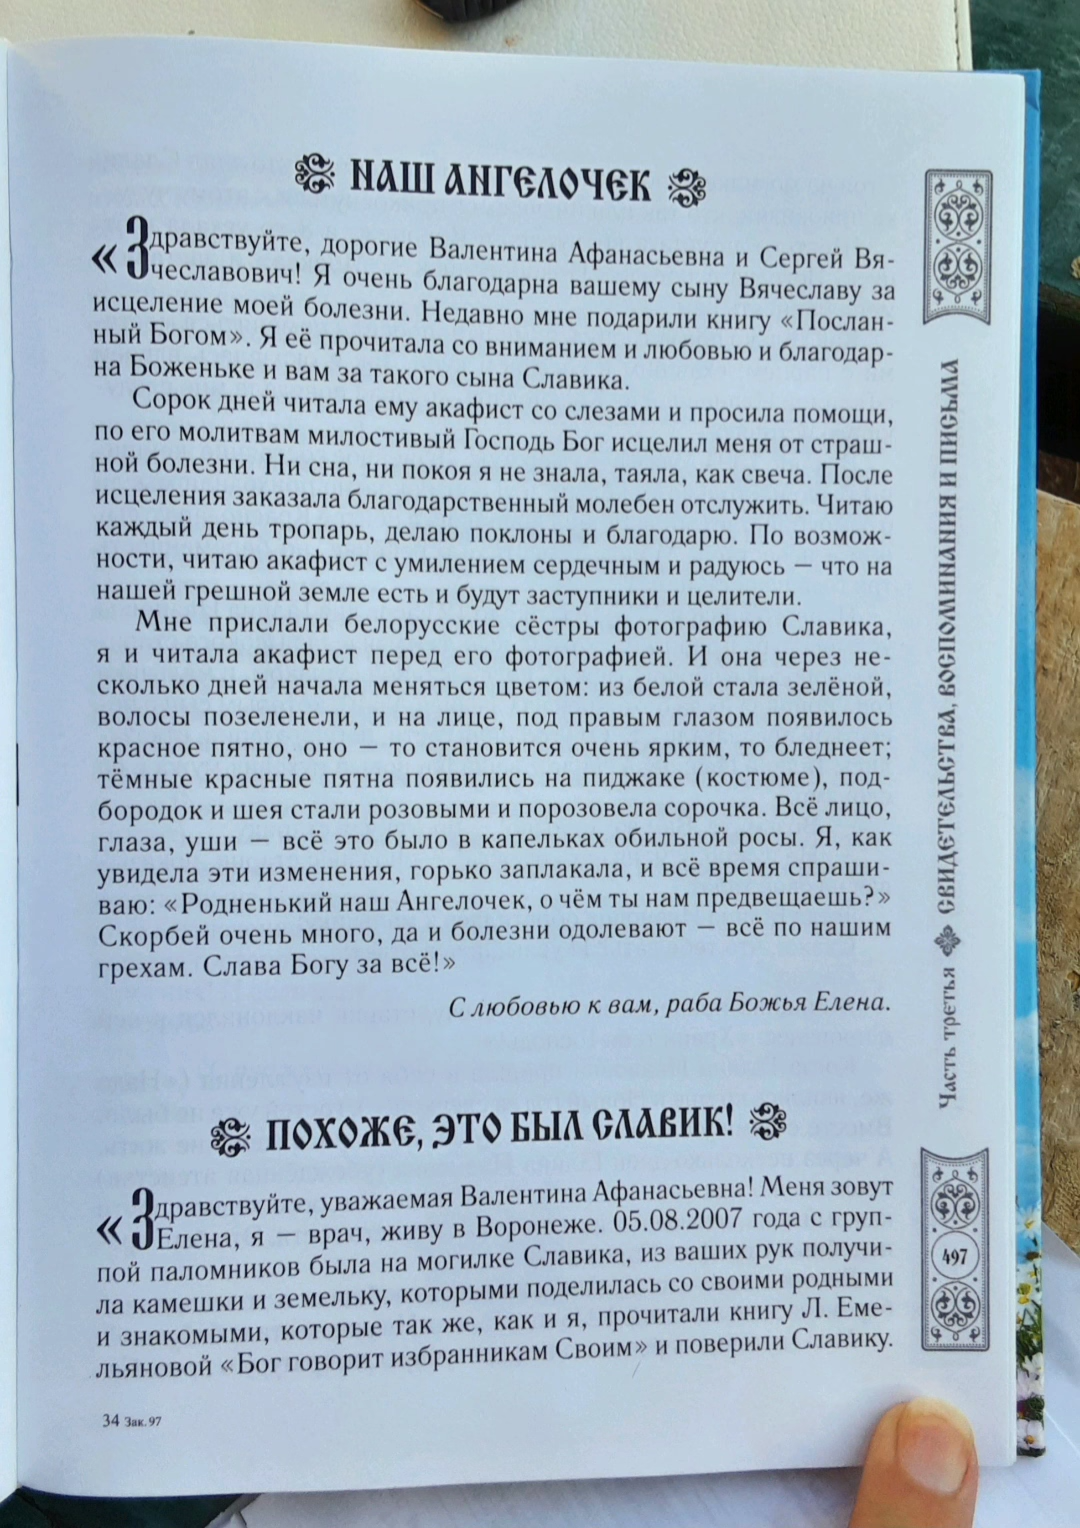 НАШ АНГЕЛОЧЕК
«Здравствуйте, дорогие Валентина Афанасьевна и Сергей Вя-
чеславович! Я очень благодарна вашему сыну Вячеславу за
исцеление моей болезни. Недавно мне подарили книгу «Послан-
ный Богом». Я её прочитала со вниманием и любовью и благодар-
на Боженьке и вам за такого сына Славика.
Сорок дней читала ему акафист со слезами и просила помощи,
по его молитвам милостивый Господь Бог исцелил меня от страш-
ной болезни. Ни сна, ни покоя я не знала, таяла, как свеча. После
исцеления заказала благодарственный молебен отслужить. Читаю
каждый день тропарь, делаю поклоны и благодарю. По возмож-
ности, читаю акафист с умилением сердечным и радуюсь — что на
нашей грешной земле есть и будут заступники и целители.
Мне прислали белорусские сёстры фотографию Славика,
я и читала акафист перед его фотографией. И она через не-
сколько дней начала меняться цветом: из белой стала зелёной,
волосы позеленели, и на лице, под правым глазом появилось
красное пятно, оно — то становится очень ярким, то бледнеет;
тёмные красные пятна появились на пиджаке (костюме), под-
бородок и шея стали розовыми и порозовела сорочка. Всё лицо,
глаза, уши — всё это было в капельках обильной росы. Я, как
увидела эти изменения, горько заплакала, и всё время спраши-
ваю: «Родненький наш Ангелочек, о чём ты нам предвещаешь?»
Скорбей очень много, да и болезни одолевают — всё по нашим
грехам. Слава Богу за всё!»
С любовью к вам, раба Божья Елена.
ПОХОЖЕ, ЭТО БЫЛ СЛАВИК!
«Здравствуйте, уважаемая Валентина Афанасьевна! Меня зовут
Елена, я — врач, живу в Воронеже. 05.08.2007 года с груп-
пой паломников была на могилке Славика, из ваших рук получи-
ла камешки и земельку, которыми поделилась со своими родными
и знакомыми, которые так же, как и я, прочитали книгу Л. Еме-
льяновой «Бог говорит избранникам Своим» и поверили Славику.
34 Зак. 97
Часть третья СВИДЕТЕЛЬСТВА, ВОСПОМИНАНИЯ И ПИСЬМА
497